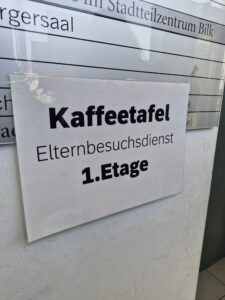 im Stadtteilzentrum Bilk
rgersaal
Kaffeetafel
Elternbesuchsdienst
1.Etage